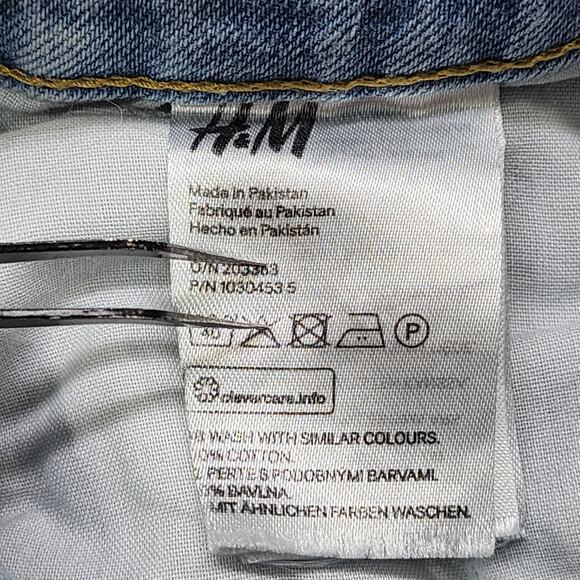 H&M
Made in Pakistan
Fabriqué au Pakistan
Hecho en Pakistán
O/N 203363
P/N 1030453 5
P
clevercare.info
WASH WITH SIMILAR COLOURS.
COTTON.
PERTE S PODOBNYMI BARVAMI.
BAVLNA
MIT ÄHNLICHEN FARBEN WASCHEN.